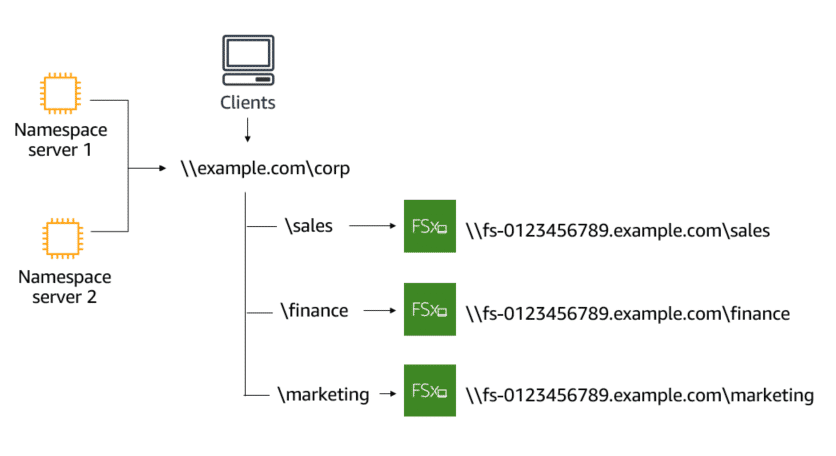 Clients
Namespace
server 1
\\example.com\corp
\sales
FSx
\\fs-0123456789.example.com\sales
Namespace
server 2
\finance
FSx
\\fs-0123456789.example.com\finance
\marketing
FSx
\\fs-0123456789.example.com\marketing